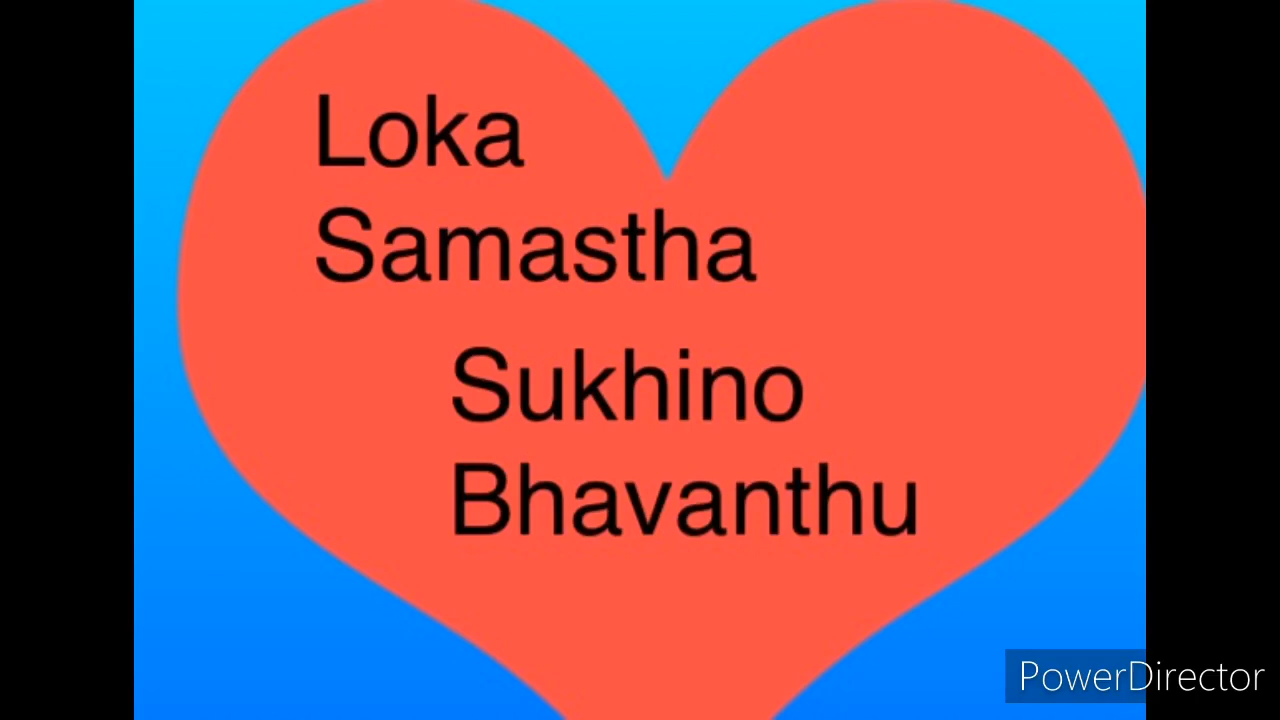 Loka
Samastha
Sukhino
Bhavanthu
PowerDirector